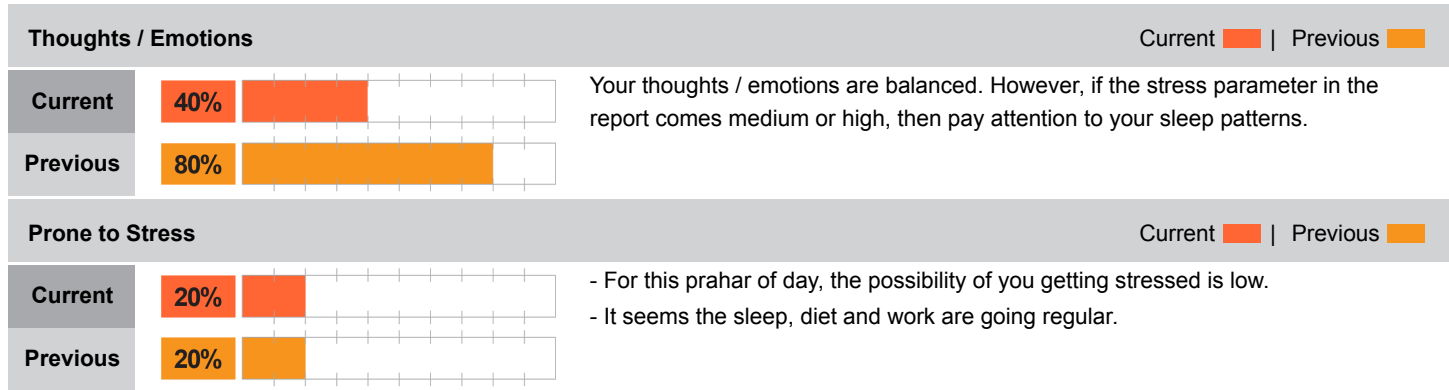 Thoughts / Emotions Current | Previous
Current 40% Your thoughts / emotions are balanced. However, if the stress parameter in the
report comes medium or high, then pay attention to your sleep patterns.
Previous 80%
Prone to Stress Current | Previous
Current 20% - For this prahar of day, the possibility of you getting stressed is low.
- It seems the sleep, diet and work are going regular.
Previous 20%